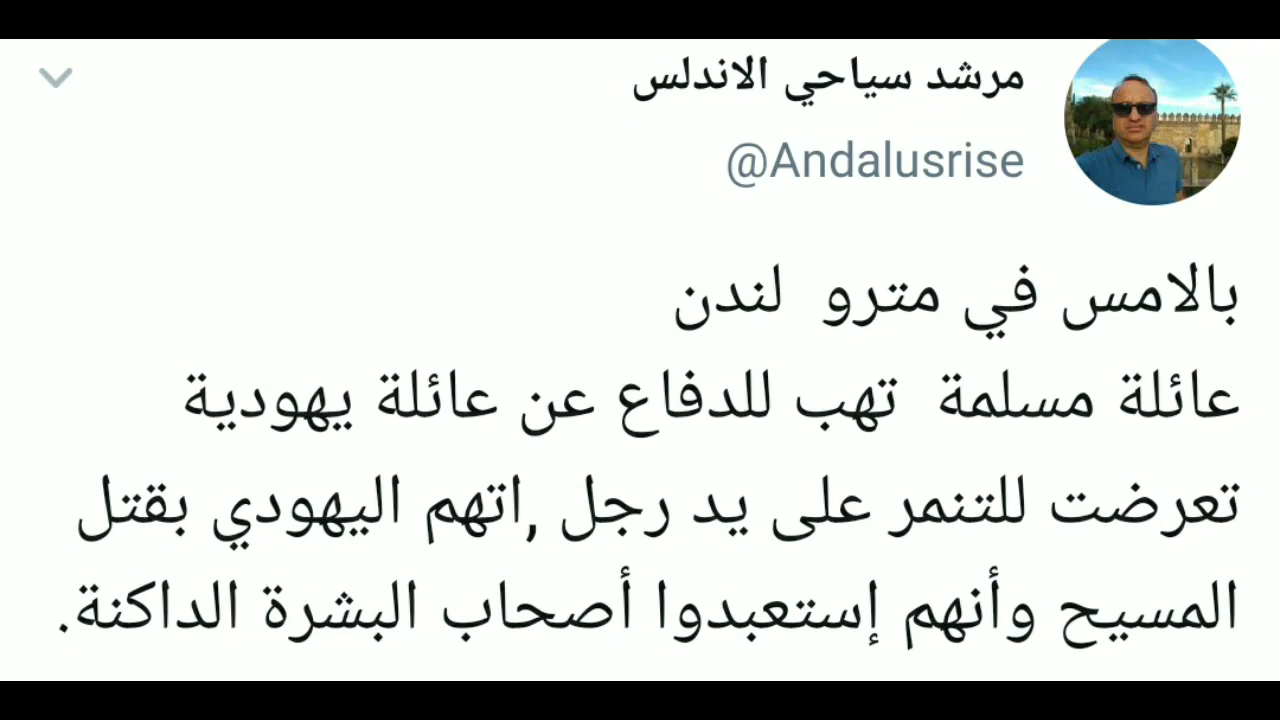 مرشد سياحي الاندلس
@Andalusrise
بالامس في مترو لندن
عائلة مسلمة تهب للدفاع عن عائلة يهودية
تعرضت للتنمر على يد رجل ,اتهم اليهودي بقتل
المسيح وأنهم إستعبدوا أصحاب البشرة الداكنة.